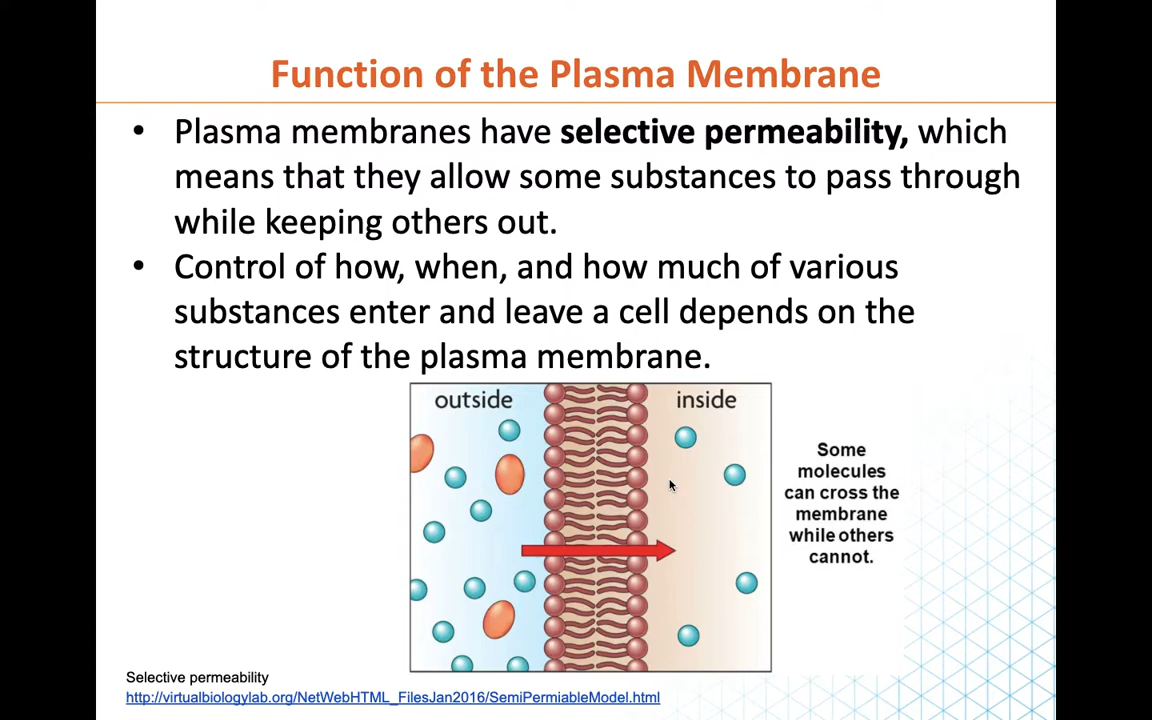 Function of the Plasma Membrane
• Plasma membranes have selective permeability, which
means that they allow some substances to pass through
while keeping others out.
• Control of how, when, and how much of various
substances enter and leave a cell depends on the
structure of the plasma membrane.
outside
inside
Some
molecules
can cross the
membrane
while others
cannot.
Selective permeability
http://virtualbiologylab.org/NetWebHTML_FilesJan2016/SemiPermiableModel.html